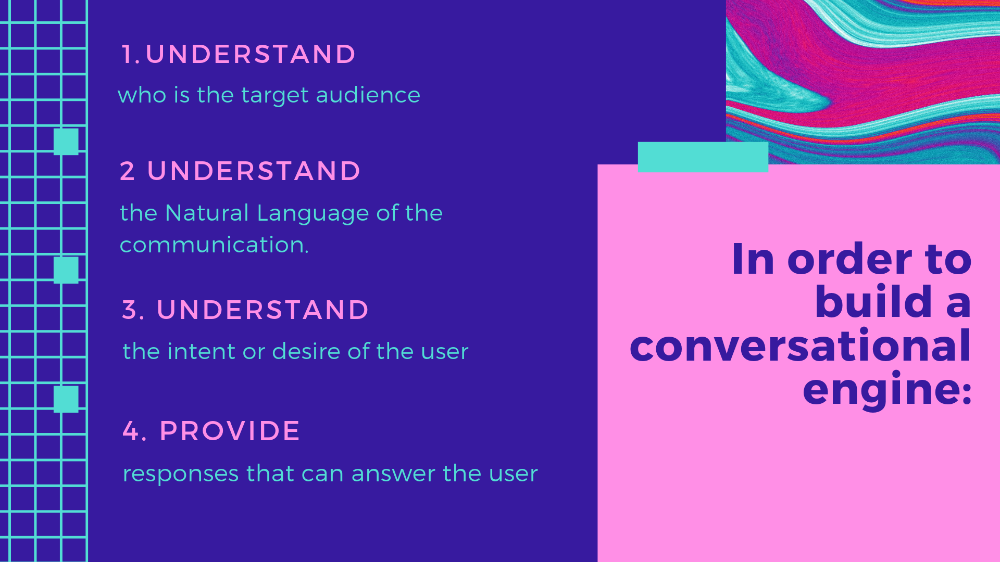 1. UNDERSTAND
who is the target audience
2 UNDERSTAND
the Natural Language of the
communication.
3. UNDERSTAND
the intent or desire of the user
4. PROVIDE
responses that can answer the user
In order to
build a
conversational
engine: